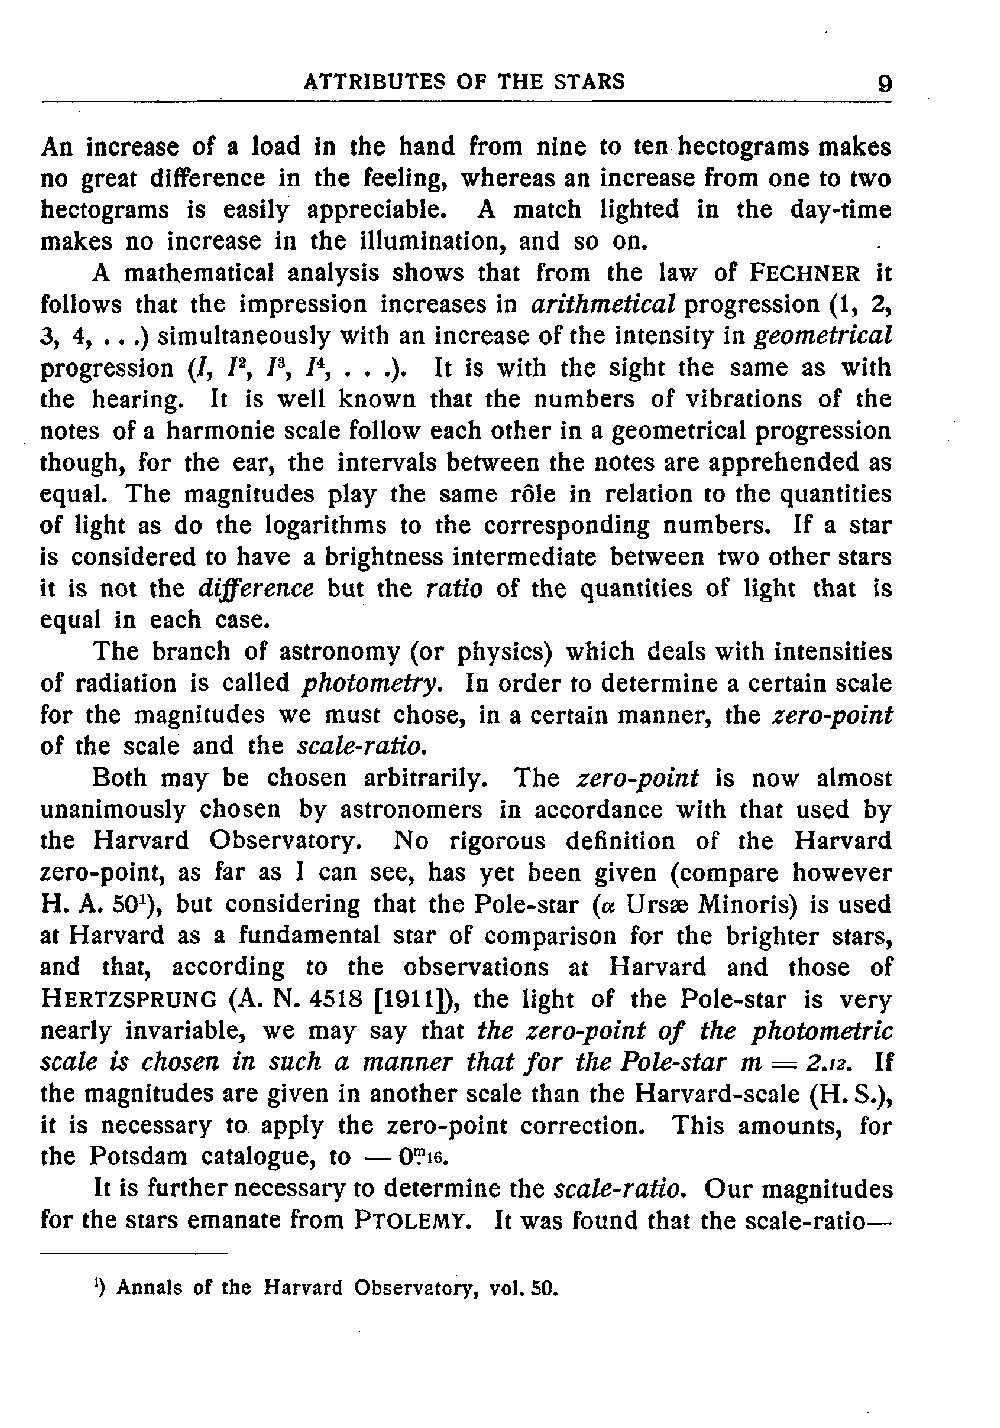 ATTRIBUTES OF THE STARS 9
An increase of a load in the hand from nine to ten hectograms makes
no great difference in the feeling, whereas an increase from one to two
hectograms is easily appreciable. A match lighted in the day-time
makes no increase in the illumination, and so on.
A mathematical analysis shows that from the law of FECHNER it
follows that the impression increases in arithmetical progression (1, 2,
3, 4, . . .) simultaneously with an increase of the intensity in geometrical
progression (I, I², I³, I⁴, . . .). It is with the sight the same as with
the hearing. It is well known that the numbers of vibrations of the
notes of a harmonie scale follow each other in a geometrical progression
though, for the ear, the intervals between the notes are apprehended as
equal. The magnitudes play the same rôle in relation to the quantities
of light as do the logarithms to the corresponding numbers. If a star
is considered to have a brightness intermediate between two other stars
it is not the difference but the ratio of the quantities of light that is
equal in each case.
The branch of astronomy (or physics) which deals with intensities
of radiation is called photometry. In order to determine a certain scale
for the magnitudes we must chose, in a certain manner, the zero-point
of the scale and the scale-ratio.
Both may be chosen arbitrarily. The zero-point is now almost
unanimously chosen by astronomers in accordance with that used by
the Harvard Observatory. No rigorous definition of the Harvard
zero-point, as far as I can see, has yet been given (compare however
H. A. 50¹), but considering that the Pole-star (α Ursæ Minoris) is used
at Harvard as a fundamental star of comparison for the brighter stars,
and that, according to the observations at Harvard and those of
HERTZSPRUNG (A. N. 4518 [1911]), the light of the Pole-star is very
nearly invariable, we may say that the zero-point of the photometric
scale is chosen in such a manner that for the Pole-star m = 2.12. If
the magnitudes are given in another scale than the Harvard-scale (H. S.),
it is necessary to apply the zero-point correction. This amounts, for
the Potsdam catalogue, to — 0ᵐ.16.
It is further necessary to determine the scale-ratio. Our magnitudes
for the stars emanate from PTOLEMY. It was found that the scale-ratio—
¹) Annals of the Harvard Observatory, vol. 50.